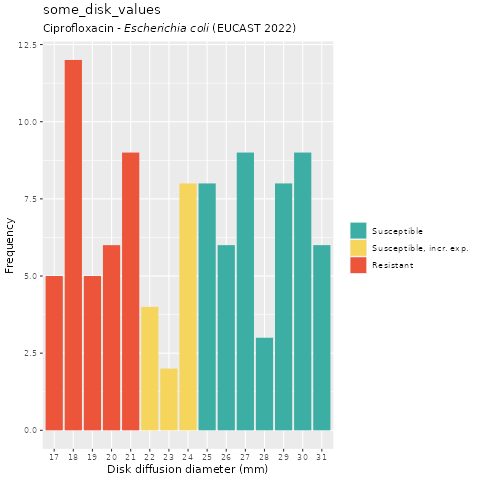 some_disk_values
Ciprofloxacin - Escherichia coli (EUCAST 2022)
Frequency
12.5
10.0
7.5
5.0
2.5
0.0
17 18 19 20 21 22 23 24 25 26 27 28 29 30 31
Disk diffusion diameter (mm)
Susceptible
Susceptible, incr. exp.
Resistant